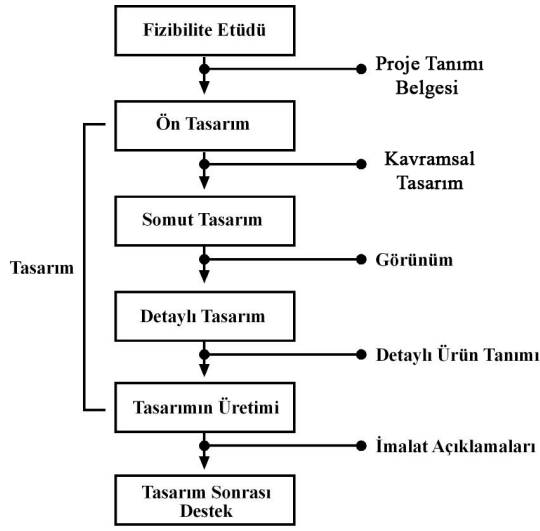 Fizibilite Etüdü
Proje Tanımı
Belgesi
Ön Tasarım
Kavramsal
Tasarım
Somut Tasarım
Tasarım
Görünüm
Detaylı Tasarım
Detaylı Ürün Tanımı
Tasarımın Üretimi
İmalat Açıklamaları
Tasarım Sonrası
Destek